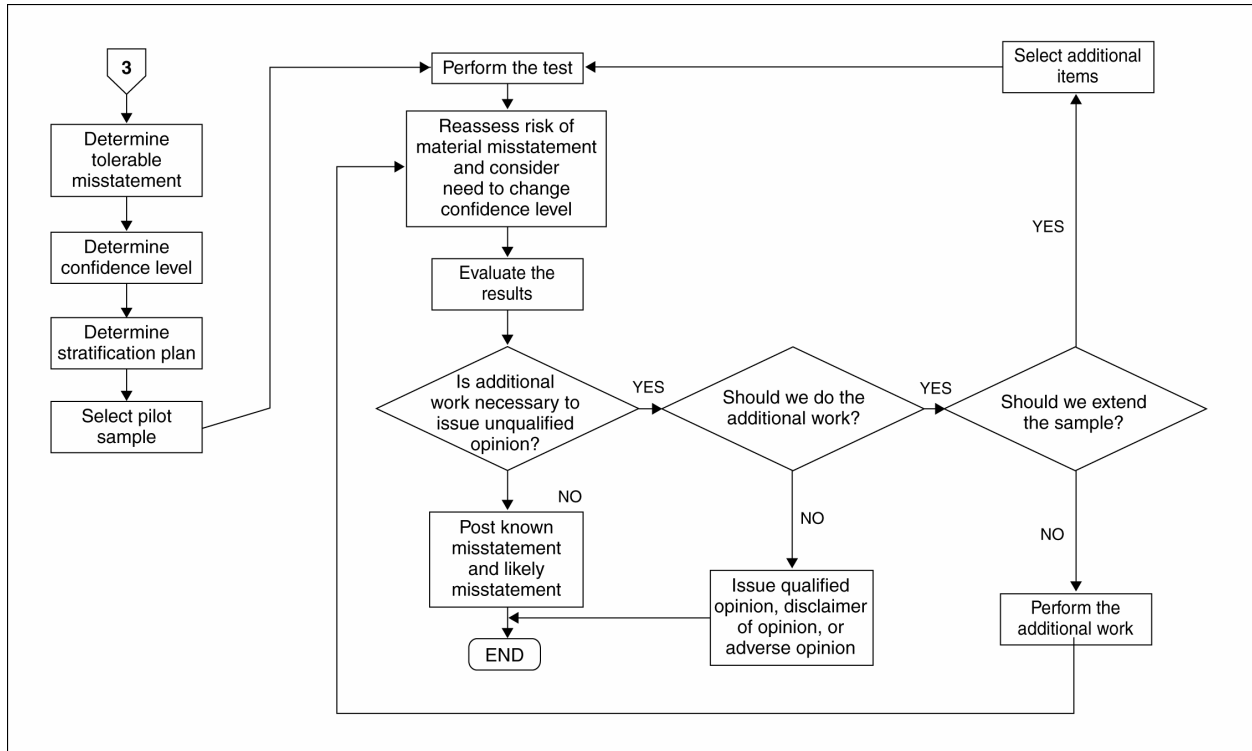 3
Determine
tolerable
misstatement
Determine
confidence level
Determine
stratification plan
Select pilot
sample
Perform the test
Reassess risk of
material misstatement
and consider
need to change
confidence level
Evaluate the
results
Is additional
work necessary to
issue unqualified
opinion?
YES
NO
Post known
misstatement
and likely
misstatement
END
Should we do the
additional work?
YES
NO
Issue qualified
opinion, disclaimer
of opinion, or
adverse opinion
Should we extend
the sample?
YES
Select additional
items
NO
Perform the
additional work